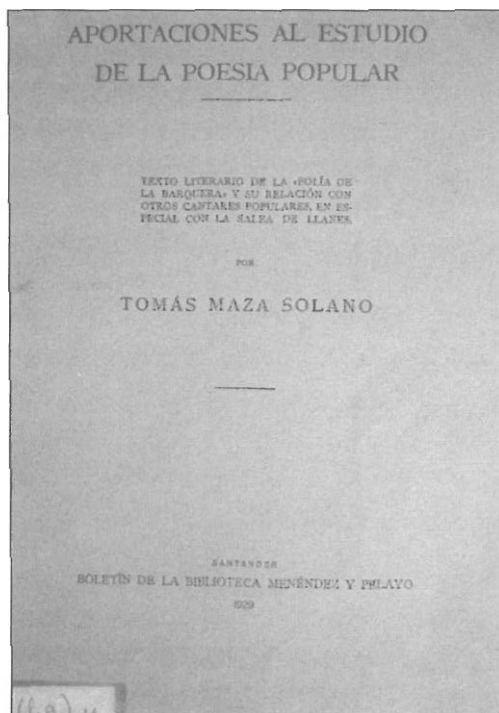 APORTACIONES AL ESTUDIO
DE LA POESIA POPULAR
TEXTO LITERARIO DE LA «FOLÍA DE
LA BARQUERA» Y SU RELACIÓN CON
OTROS CANTARES POPULARES, EN ES-
PECIAL CON LA SALEA DE LLANES.
POR
TOMÁS MAZA SOLANO
SANTANDER
BOLETÍN DE LA BIBLIOTECA MENÉNDEZ Y PELAYO
1929